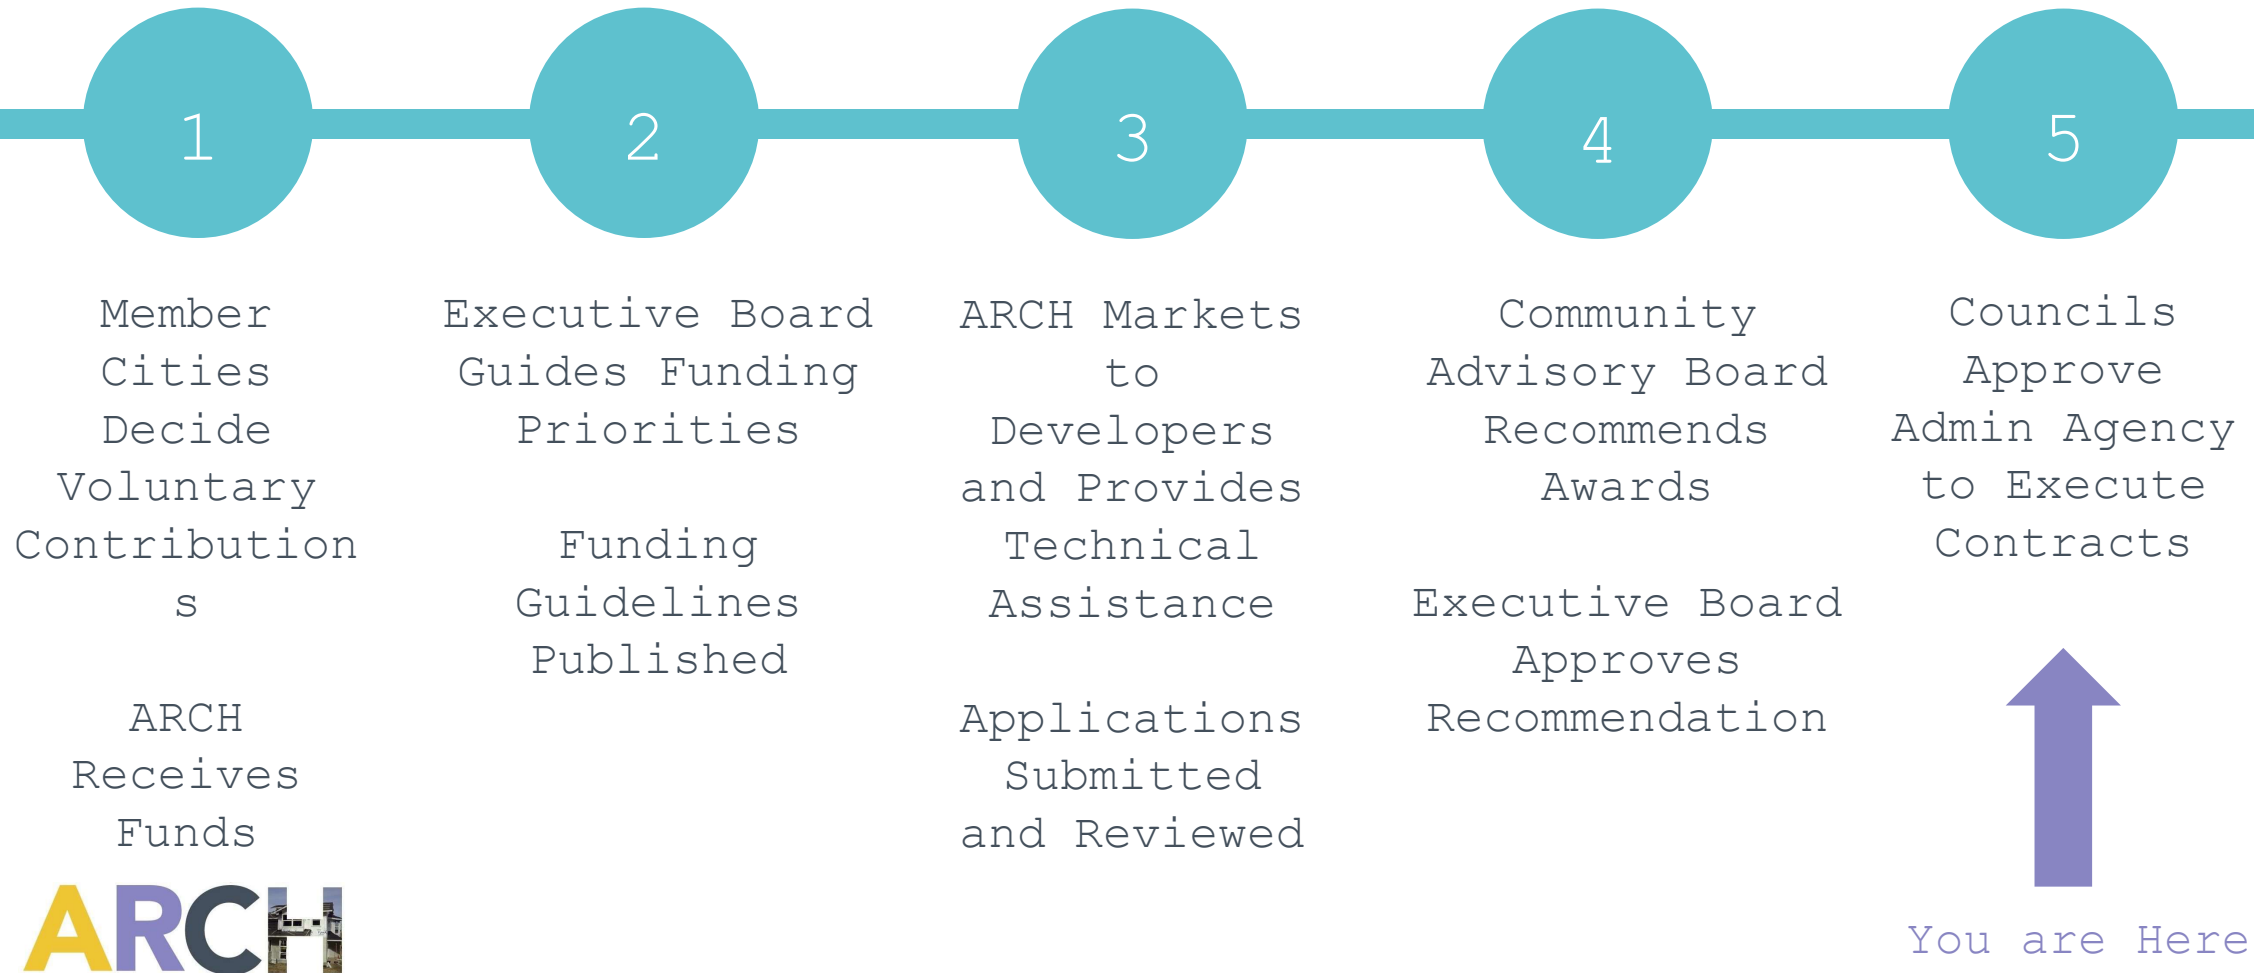 1
2
3
4
5
Member
Cities
Decide
Voluntary
Contribution
s
ARCH
Receives
Funds
Executive Board
Guides Funding
Priorities
Funding
Guidelines
Published
ARCH Markets
to
Developers
and Provides
Technical
Assistance
Applications
Submitted
and Reviewed
Community
Advisory Board
Recommends
Awards
Executive Board
Approves
Recommendation
Councils
Approve
Admin Agency
to Execute
Contracts
You are Here
ARCH